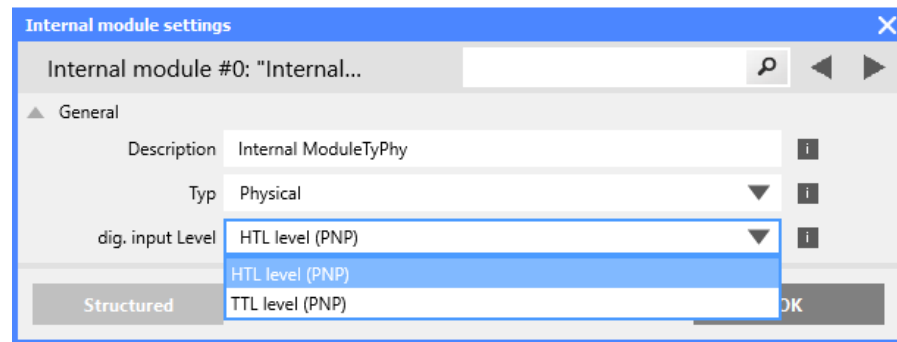 Internal module settings
Internal module #0: "Internal...
General
Description Internal ModuleTyPhy
Typ Physical
dig. input Level HTL level (PNP)
HTL level (PNP)
TTL level (PNP)
Structured